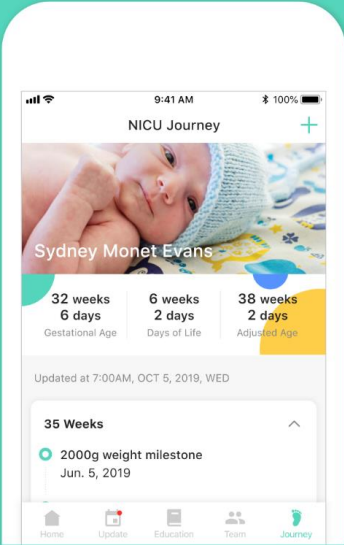 9:41 AM 100%
NICU Journey
Sydney Monet Evans
32 weeks 6 weeks 38 weeks
6 days 2 days 2 days
Gestational Age Days of Life Adjusted Age
Updated at 7:00AM, OCT 5, 2019, WED
35 Weeks
2000g weight milestone
Jun. 5, 2019
Home Update Education Team Journey